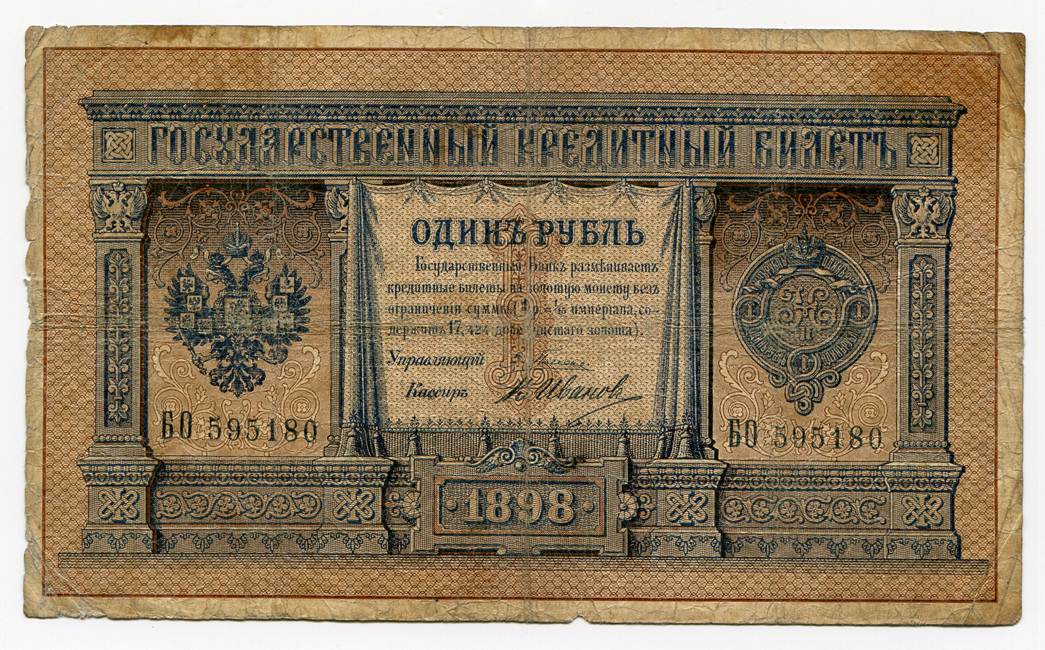 ГОСУДАРСТВЕННЫЙ КРЕДИТНЫЙ БИЛЕТЪ
ОДИНЪ РУБЛЬ
Государственный Банкъ размѣниваетъ
кредитные билеты на золотую монету безъ
ограниченія суммы (1 р. = 1/15 имперіала, со-
держитъ 17,424 долей чистаго золота).
Управляющій
Кассиръ Иванов
БО 595180
БО 595180
1898